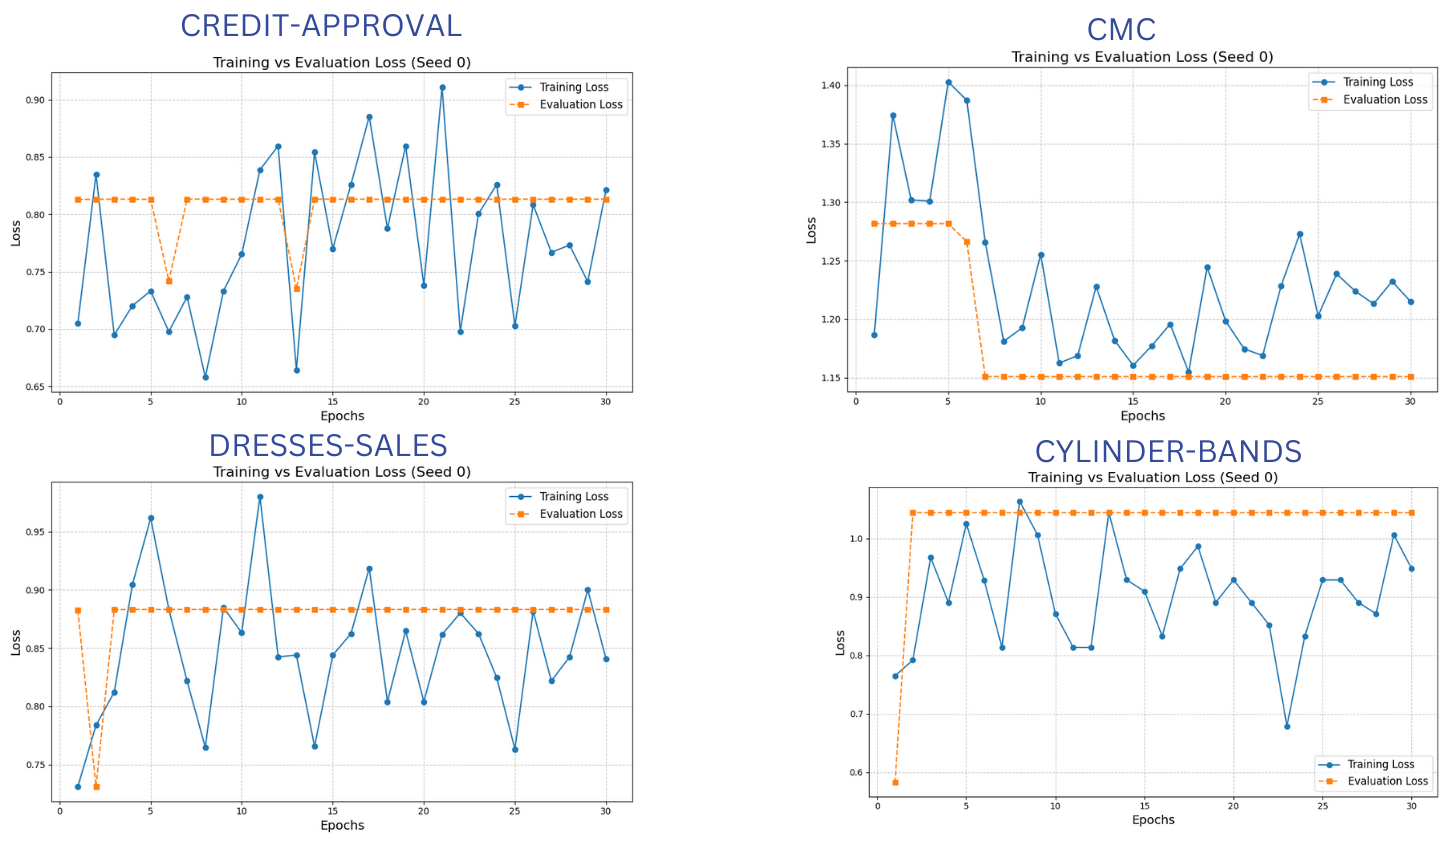 CREDIT-APPROVAL
Training vs Evaluation Loss (Seed 0)
Training Loss
Evaluation Loss
0.90
0.85
0.80
0.75
0.70
0.65
Loss
0 5 10 15 20 25 30
Epochs
CMC
Training vs Evaluation Loss (Seed 0)
Training Loss
Evaluation Loss
1.40
1.35
1.30
1.25
1.20
1.15
Loss
0 5 10 15 20 25 30
Epochs
DRESSES-SALES
Training vs Evaluation Loss (Seed 0)
Training Loss
Evaluation Loss
0.95
0.90
0.85
0.80
0.75
Loss
0 5 10 15 20 25 30
Epochs
CYLINDER-BANDS
Training vs Evaluation Loss (Seed 0)
1.0
0.9
0.8
0.7
0.6
Loss
Training Loss
Evaluation Loss
0 5 10 15 20 25 30
Epochs